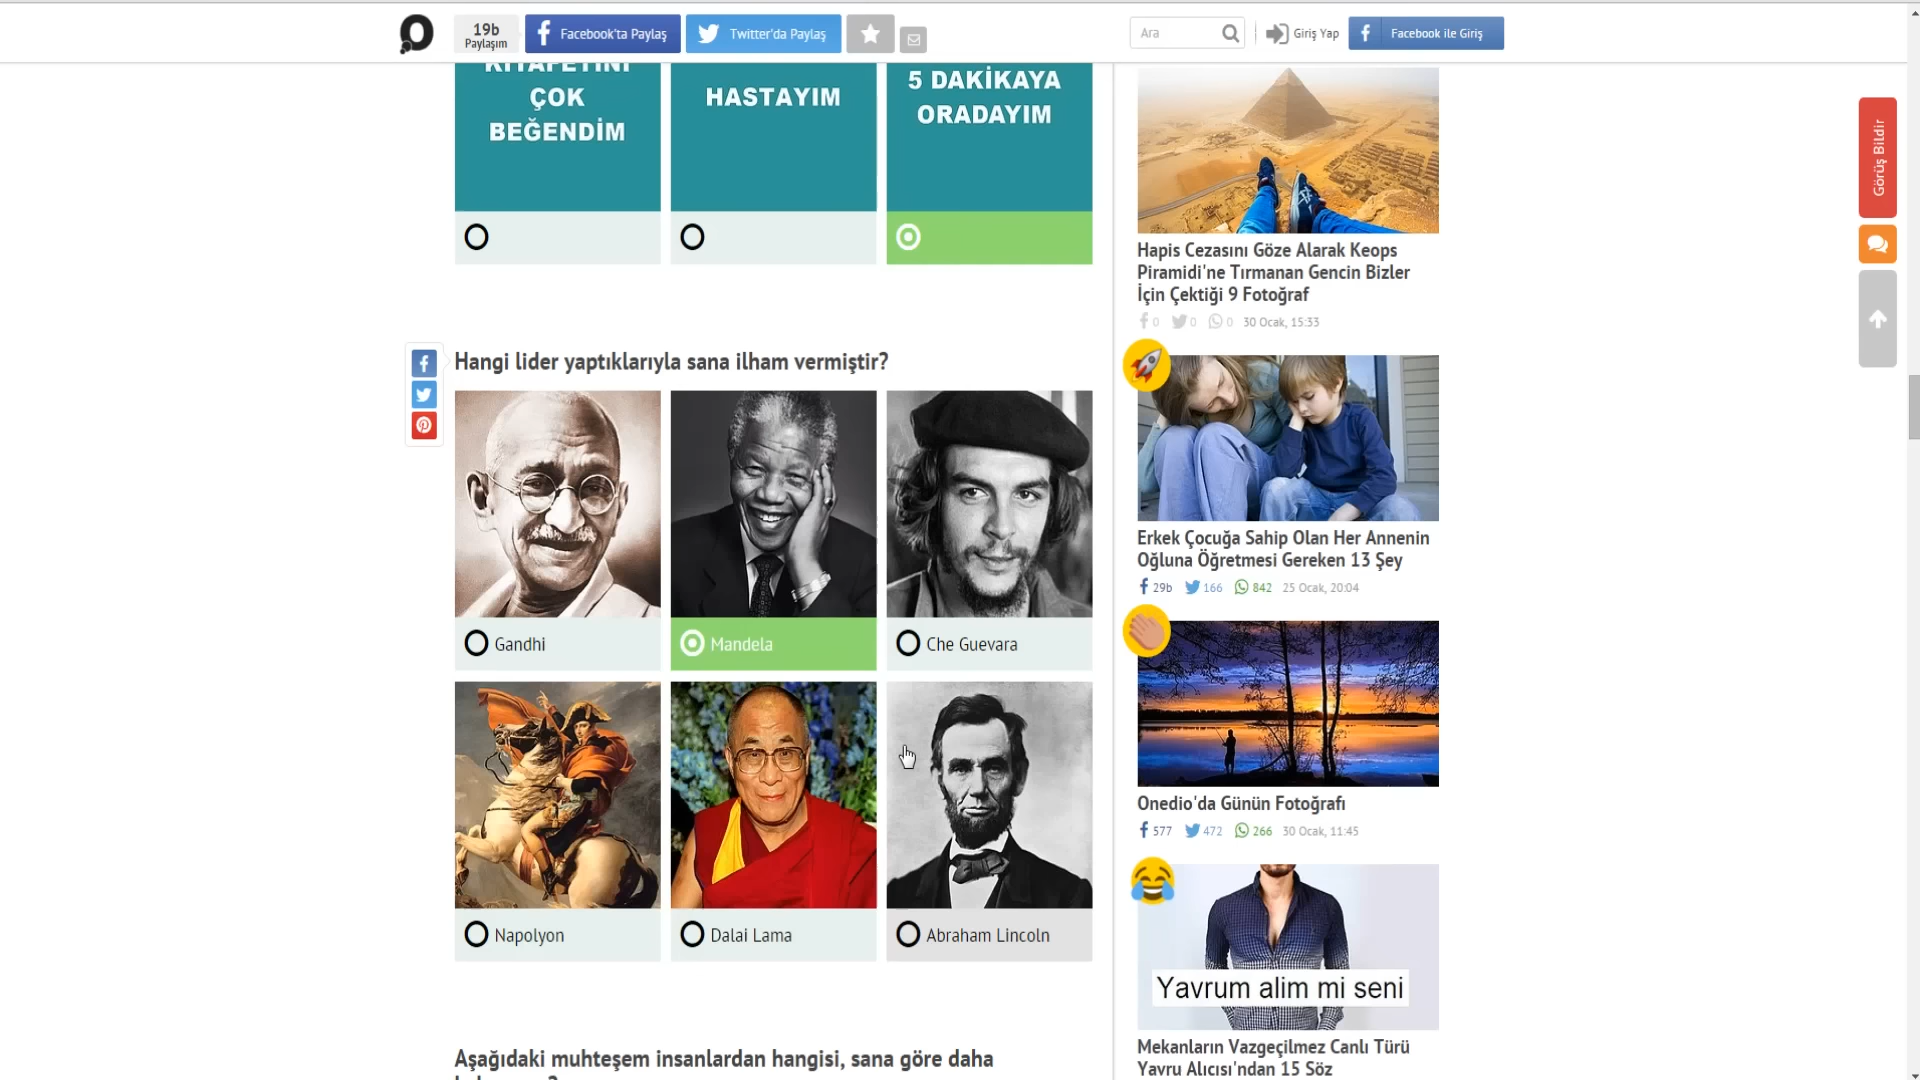 19b
Paylaşım
Facebook'ta Paylaş
Twitter'da Paylaş
Ara
Giriş Yap
Facebook ile Giriş
KİTAPETİNİ
ÇOK
BEĞENDİM
HASTAYIM
5 DAKİKAYA
ORADAYIM
Hangi lider yaptıklarıyla sana ilham vermiştir?
Gandhi
Mandela
Che Guevara
Napolyon
Dalai Lama
Abraham Lincoln
Aşağıdaki muhteşem insanlardan hangisi, sana göre daha
Hapis Cezasını Göze Alarak Keops
Piramidi'ne Tırmanan Gencin Bizler
İçin Çektiği 9 Fotoğraf
0 0 0 30 Ocak, 15:33
Erkek Çocuğa Sahip Olan Her Annenin
Oğluna Öğretmesi Gereken 13 Şey
29b 166 842 25 Ocak, 20:04
Onedio'da Günün Fotoğrafı
577 472 266 30 Ocak, 11:45
Yavrum alim mi seni
Mekanların Vazgeçilmez Canlı Türü
Yavru Alıcısı'ndan 15 Söz
Görüş Bildir